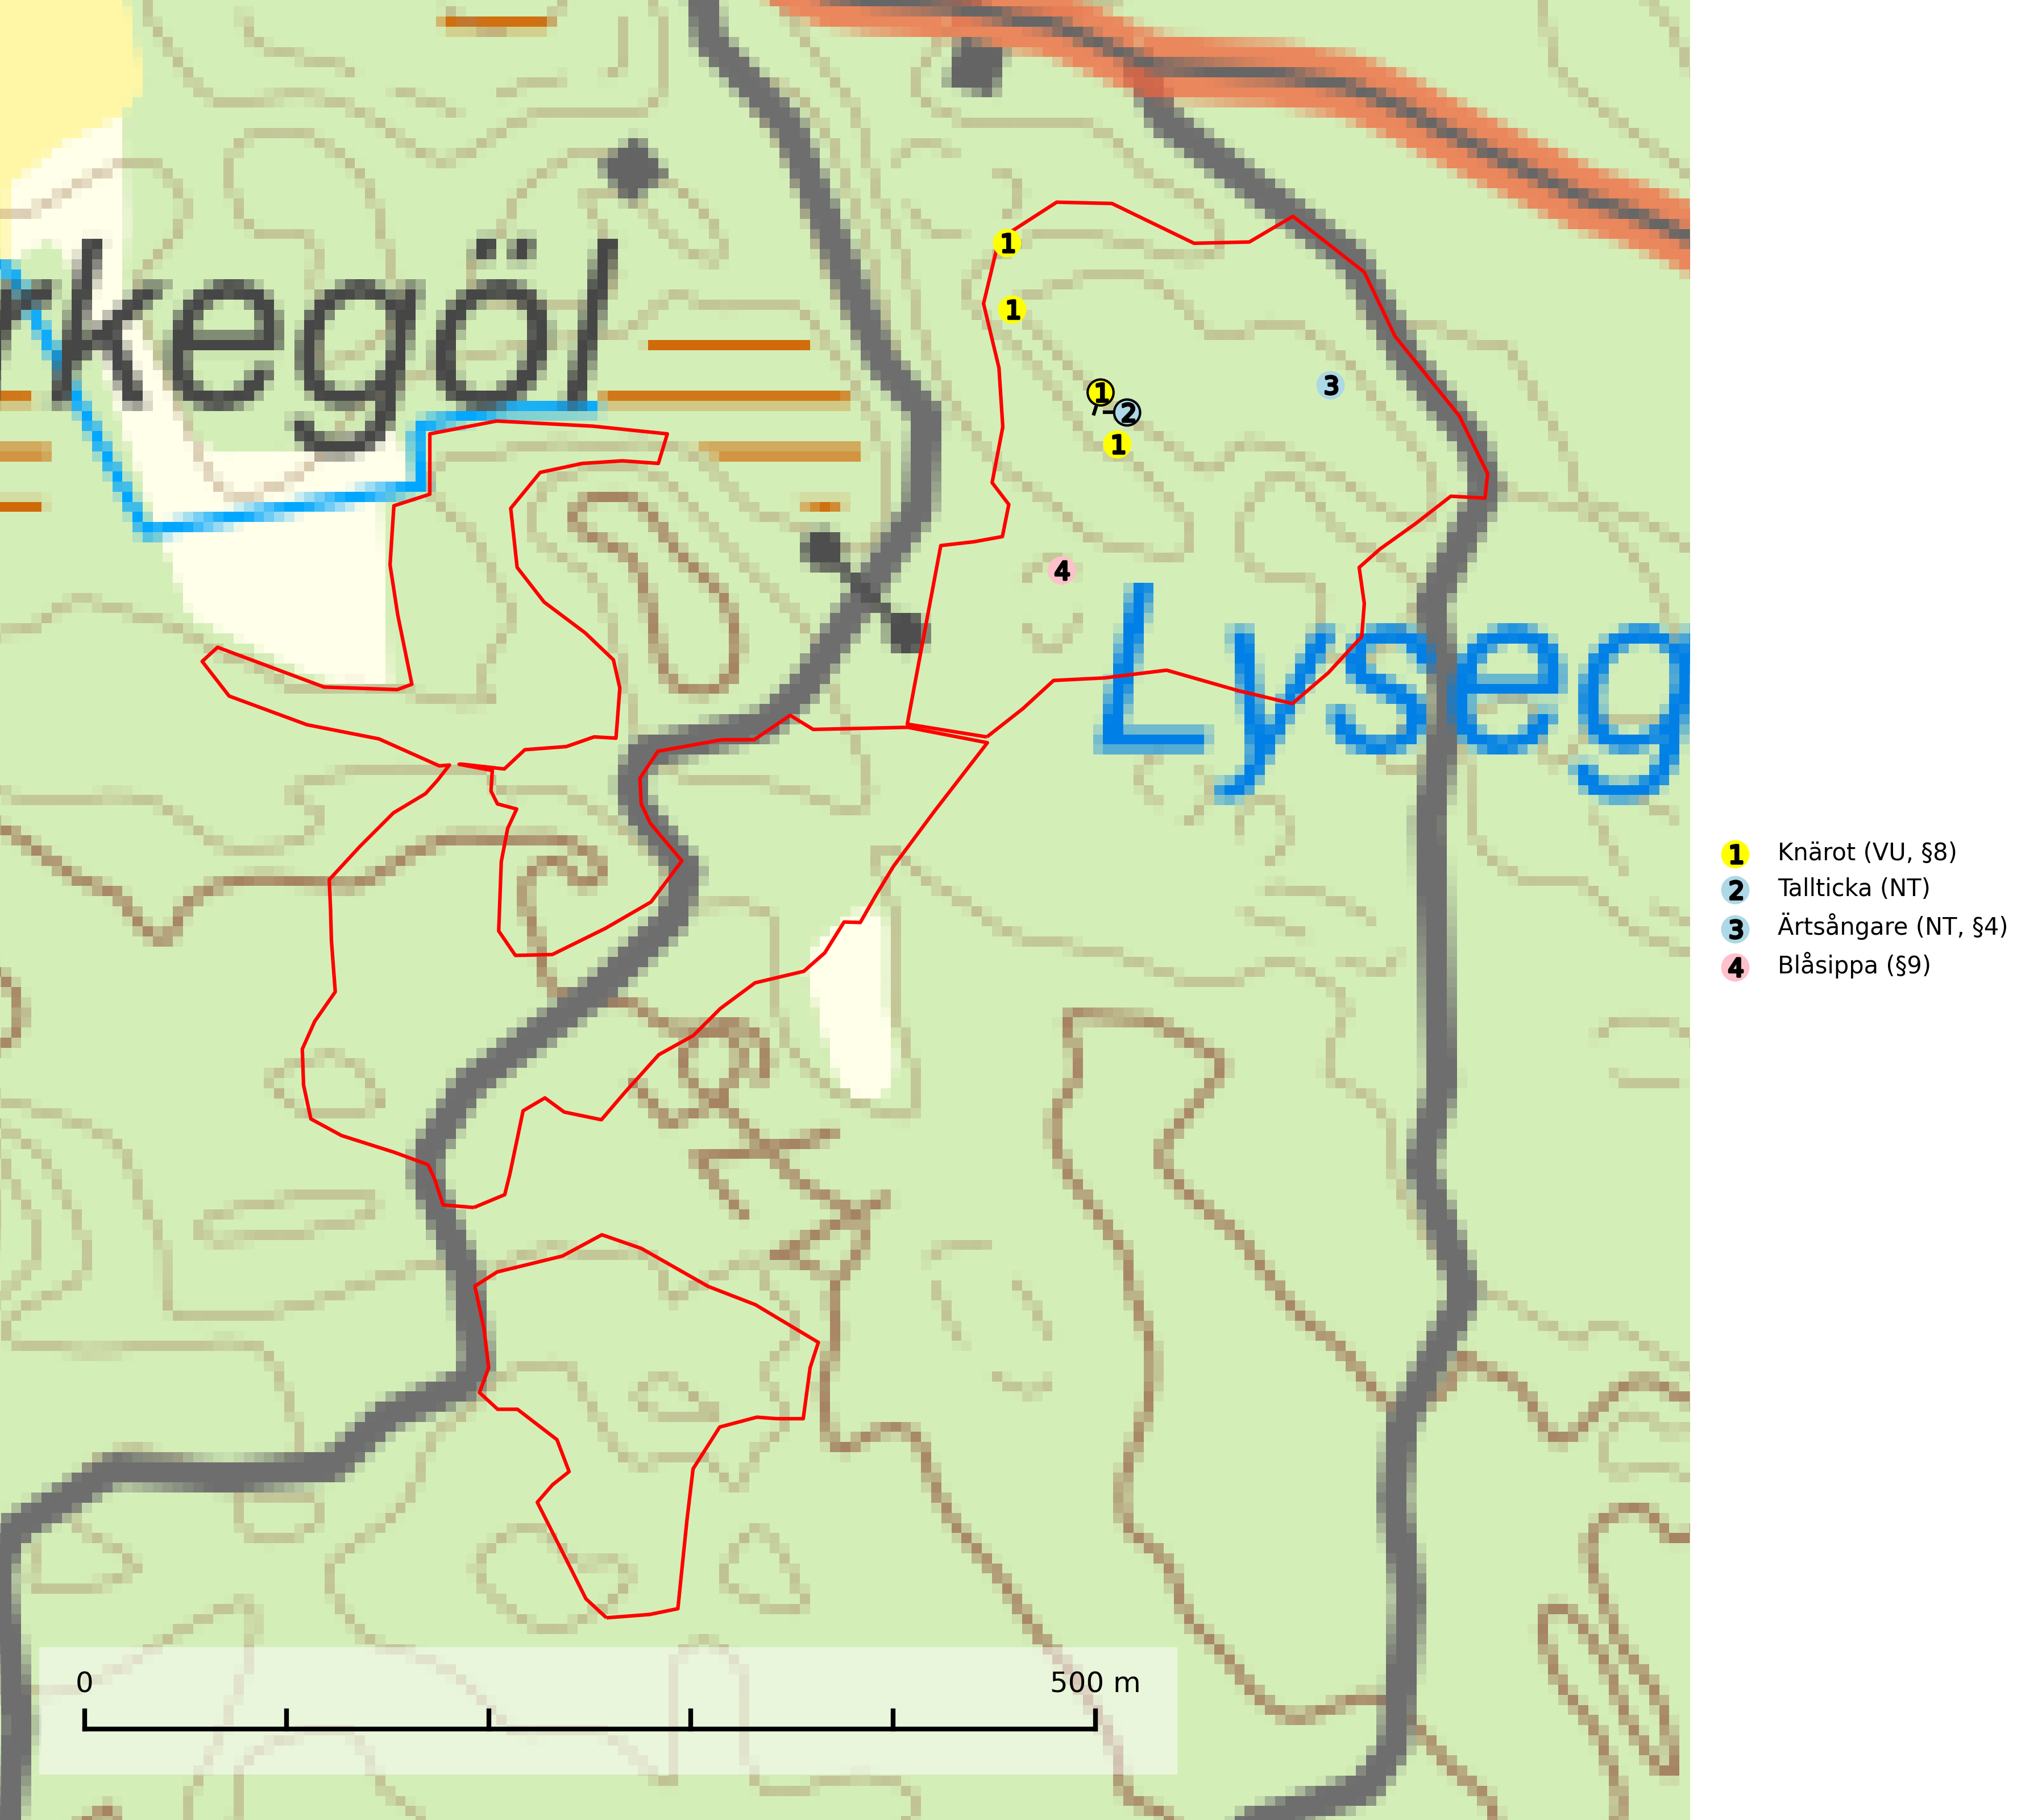 1
rkegöl
1
3
1
2
1
4
Lyseg
1 Knärot (VU, §8)
2 Tallticka (NT)
3 Ärtsångare (NT, §4)
4 Blåsippa (§9)
0 500 m